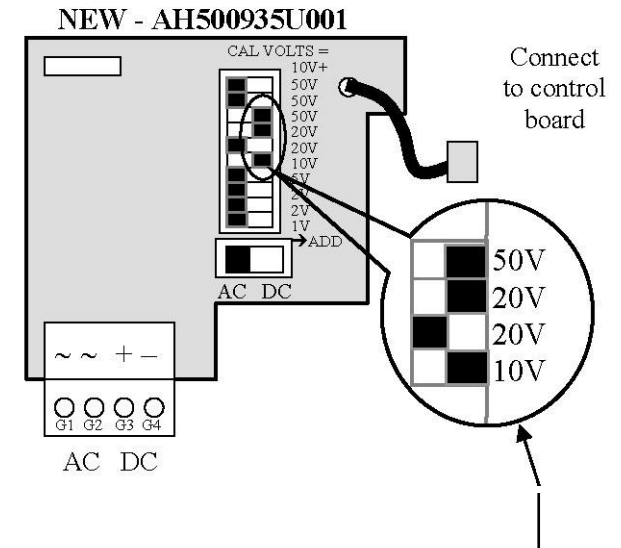 NEW - AH500935U001
CAL VOLTS =
10V+
50V
50V
50V
20V
20V
10V
5V
2V
2V
1V
→ADD
AC DC
Connect
to control
board
50V
20V
20V
10V
~ ~ + –
G1 G2 G3 G4
AC DC